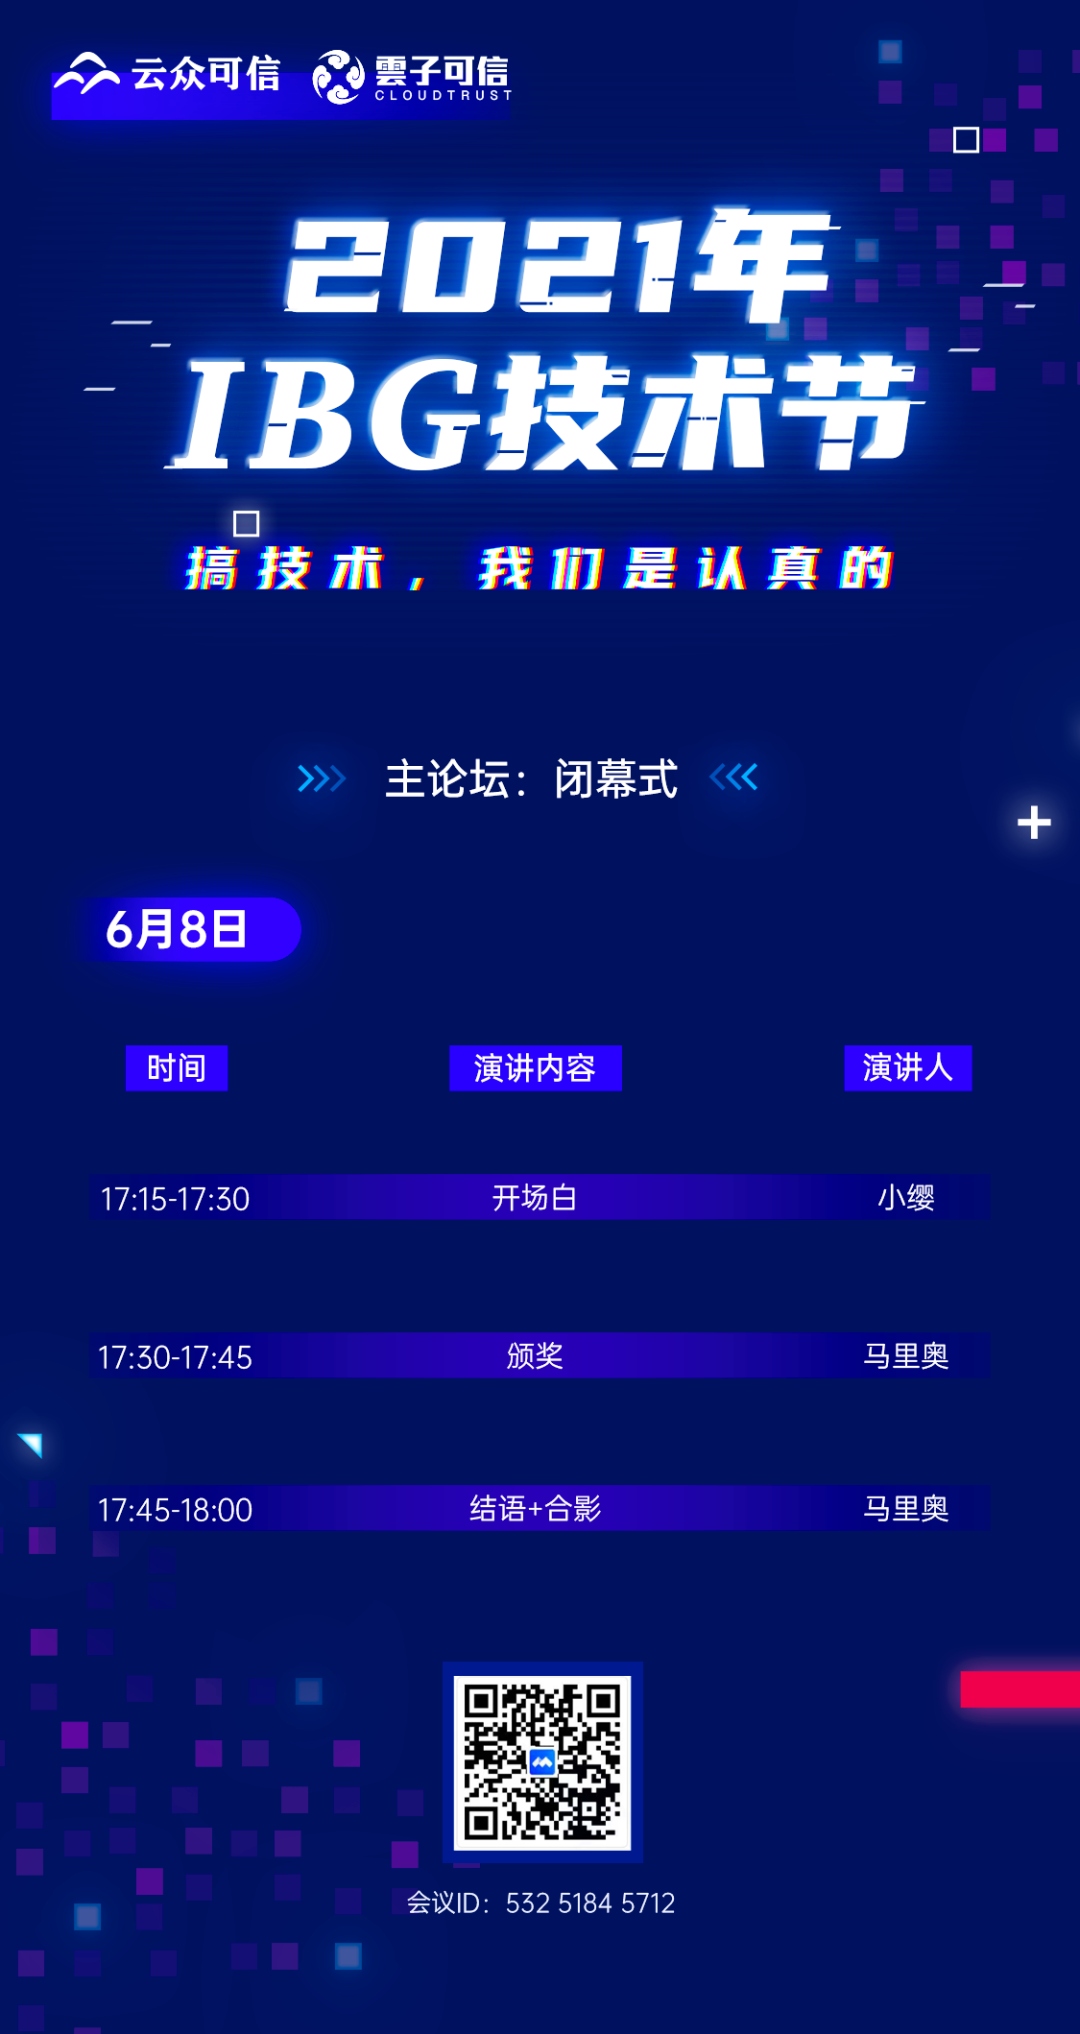 云众可信 雲子可信
CLOUDTRUST
2021年
IBG技术节
搞技术，我们是认真的
主论坛：闭幕式
6月8日
时间 演讲内容 演讲人
17:15-17:30 开场白 小缨
17:30-17:45 颁奖 马里奥
17:45-18:00 结语+合影 马里奥
会议ID：532 5184 5712